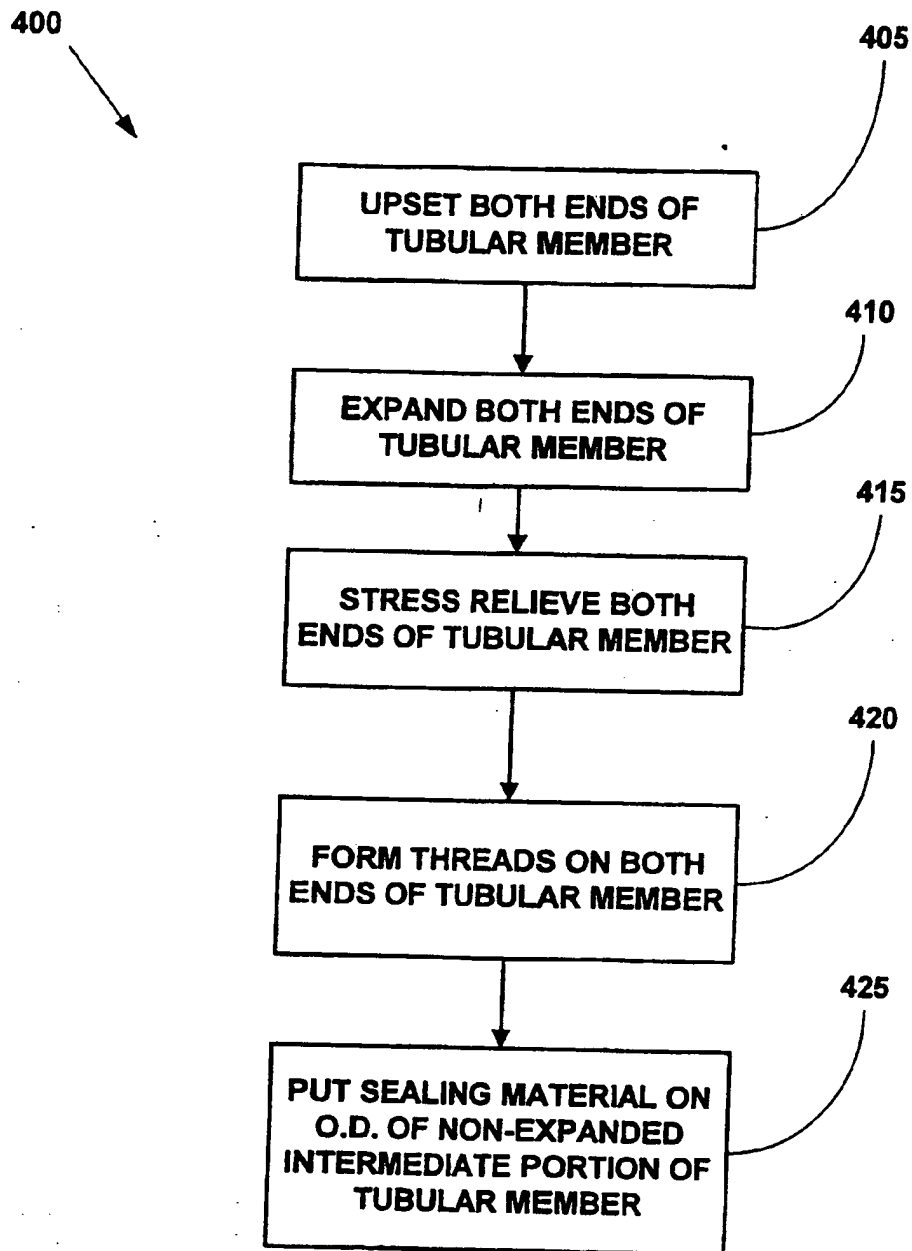 400
405
UPSET BOTH ENDS OF
TUBULAR MEMBER
410
EXPAND BOTH ENDS OF
TUBULAR MEMBER
415
STRESS RELIEVE BOTH
ENDS OF TUBULAR MEMBER
420
FORM THREADS ON BOTH
ENDS OF TUBULAR MEMBER
425
PUT SEALING MATERIAL ON
O.D. OF NON-EXPANDED
INTERMEDIATE PORTION OF
TUBULAR MEMBER